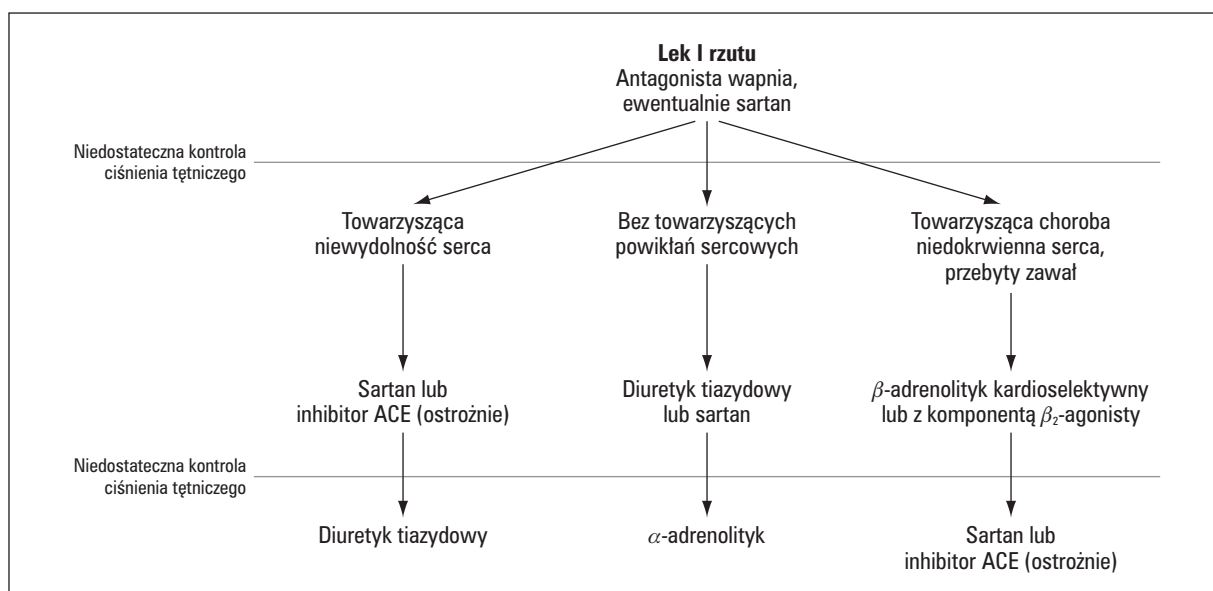 Lek I rzutu
Antagonista wapnia,
ewentualnie sartan
Niedostateczna kontrola
ciśnienia tętniczego
Towarzysząca
niewydolność serca
Bez towarzyszących
powikłań sercowych
Towarzysząca choroba
niedokrwienna serca,
przebyty zawał
Sartan lub
inhibitor ACE (ostrożnie)
Diuretyk tiazydowy
lub sartan
β-adrenolityk kardioselektywny
lub z komponentą β₂-agonisty
Niedostateczna kontrola
ciśnienia tętniczego
Diuretyk tiazydowy
α-adrenolityk
Sartan lub
inhibitor ACE (ostrożnie)